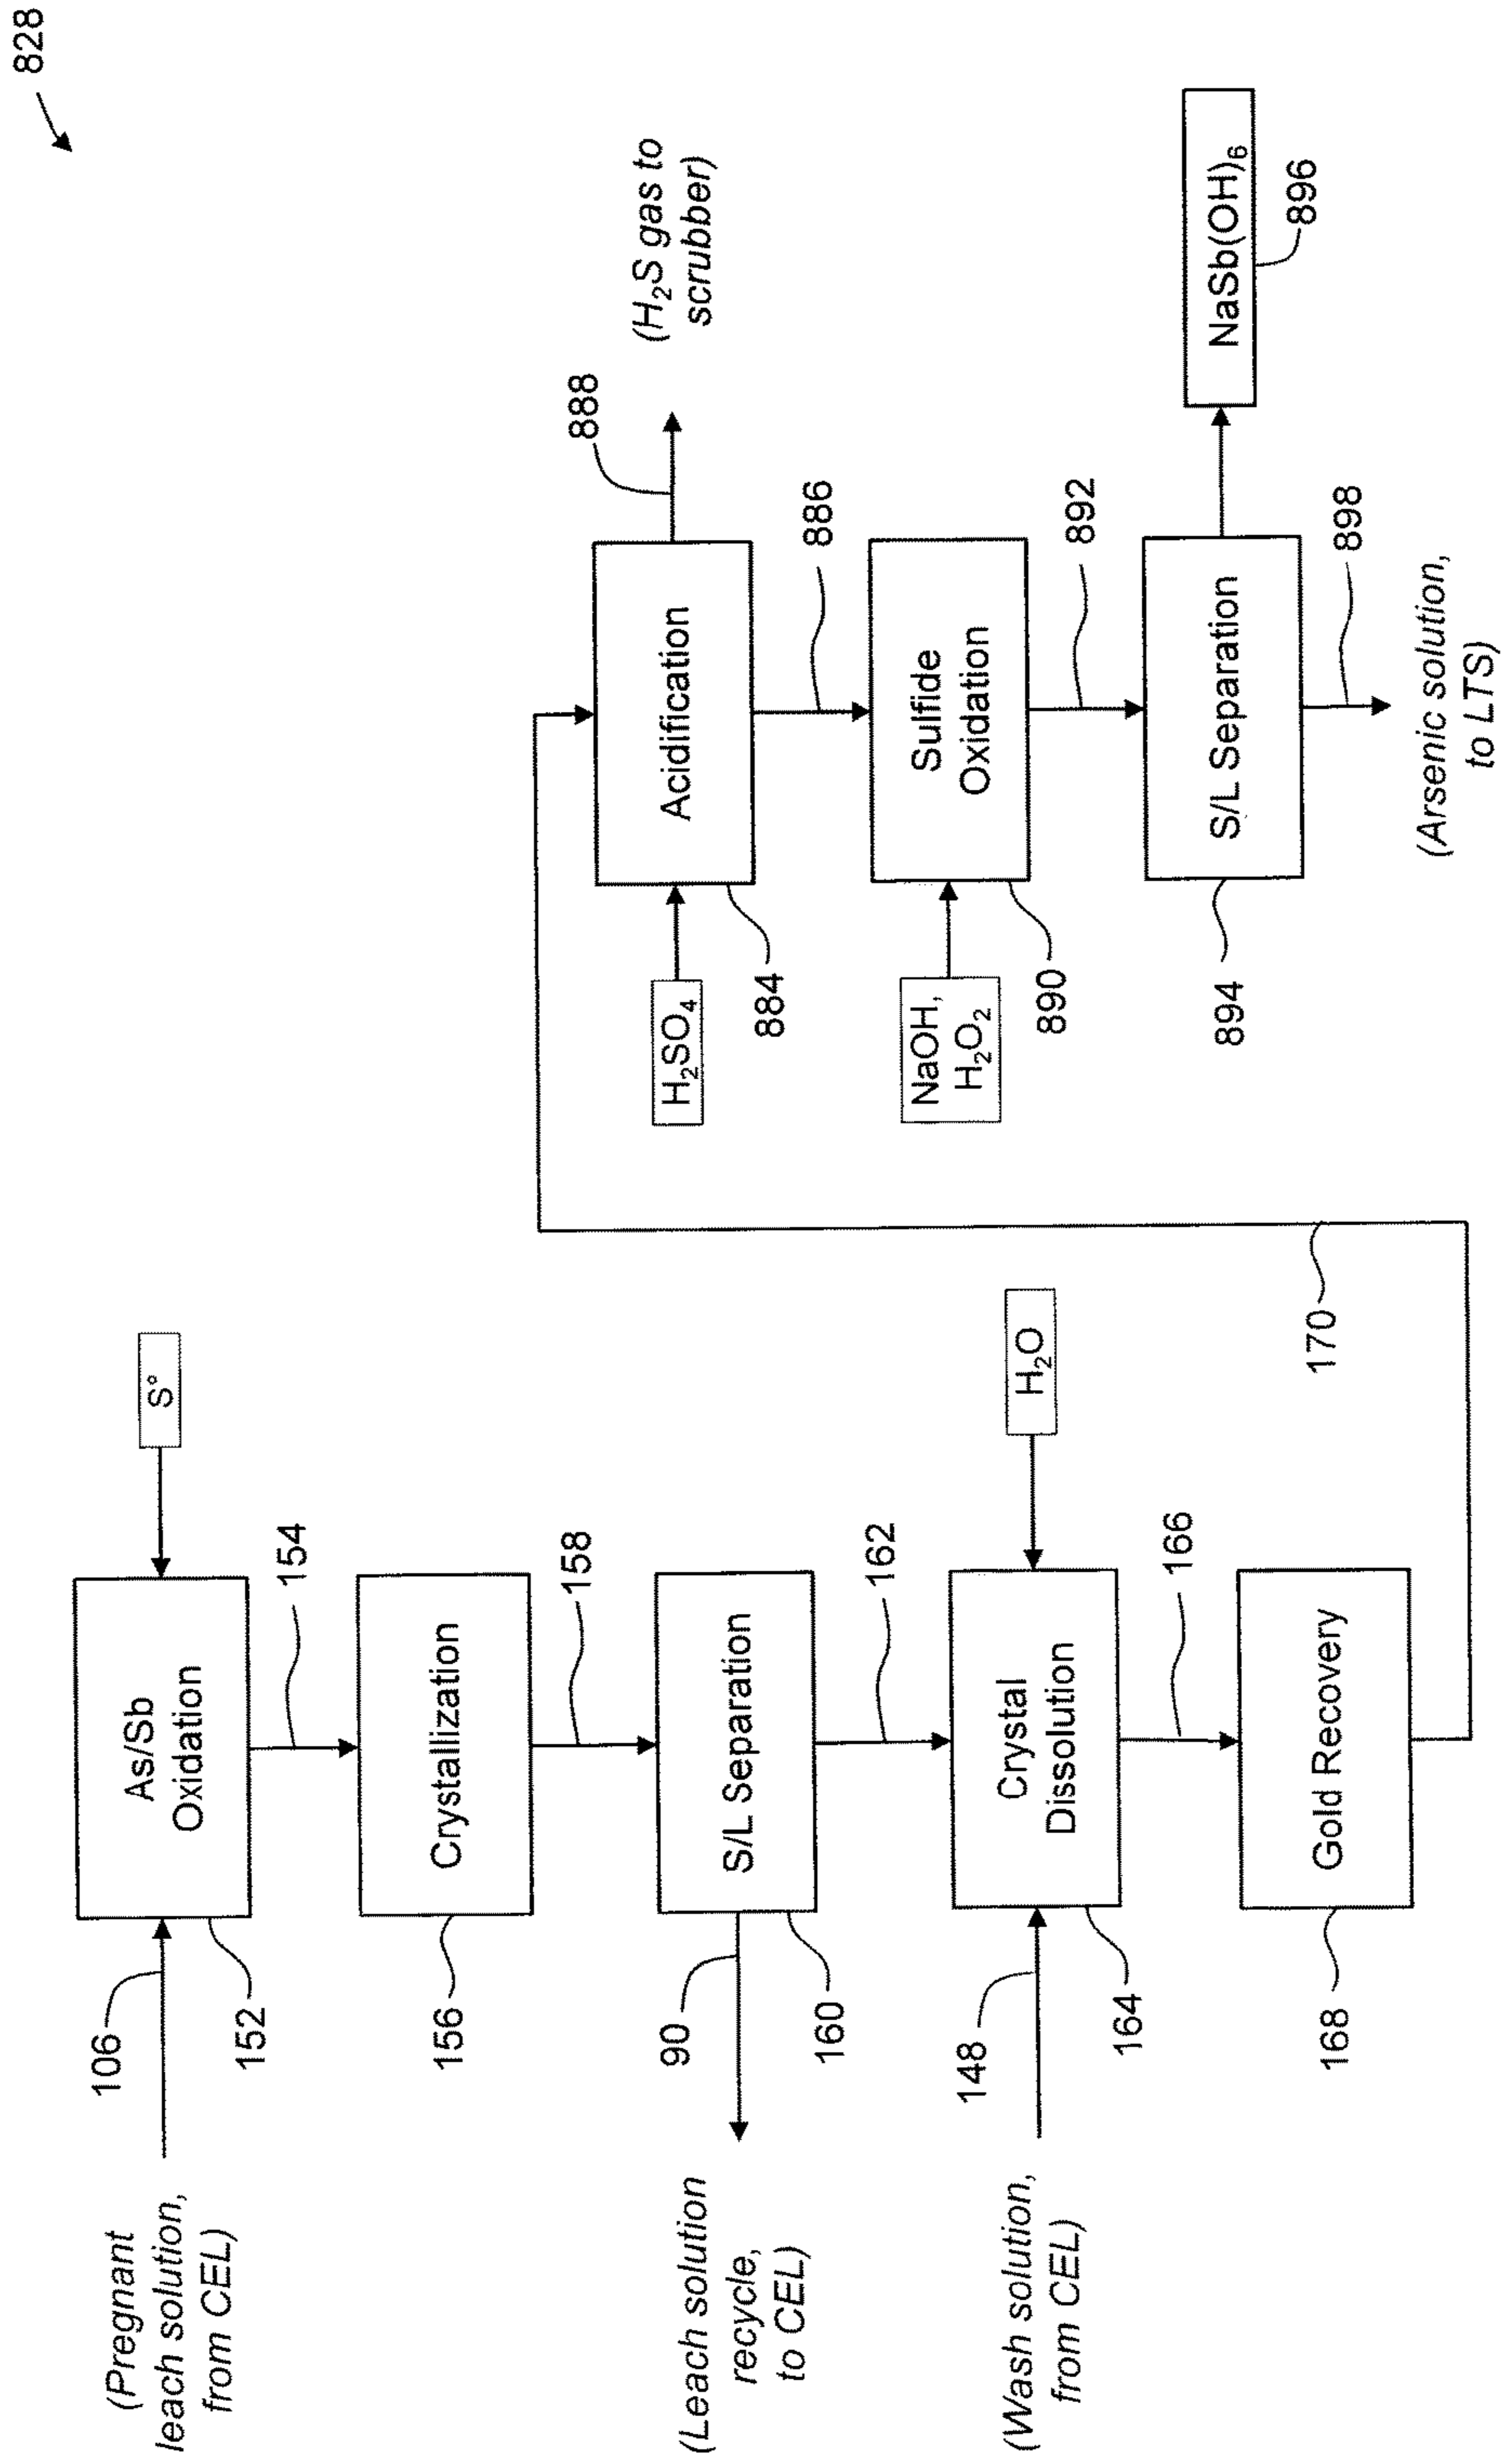 828
(Pregnant
leach solution,
from CEL)
106
As/Sb
Oxidation
152
S°
154
Crystallization
156
158
S/L Separation
160
90
(Leach solution
recycle,
to CEL)
162
(Wash solution,
from CEL)
148
Crystal
Dissolution
164
H₂O
166
Gold Recovery
168
170
H₂SO₄
Acidification
884
888
(H₂S gas to
scrubber)
886
NaOH,
H₂O₂
Sulfide
Oxidation
890
892
S/L Separation
894
NaSb(OH)₆
896
898
(Arsenic solution,
to LTS)